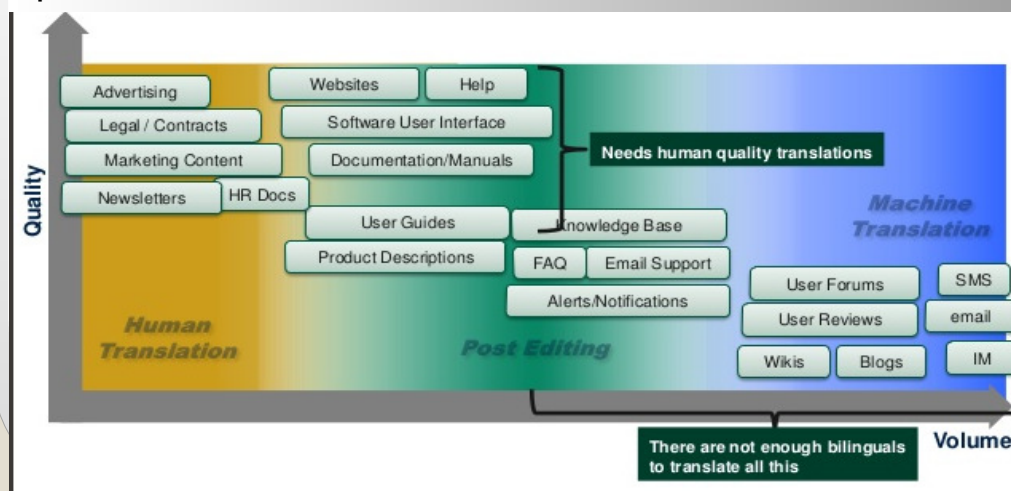 Quality
Advertising
Legal / Contracts
Marketing Content
Newsletters
HR Docs
Websites
Help
Software User Interface
Documentation/Manuals
User Guides
Product Descriptions
Needs human quality translations
Knowledge Base
FAQ
Email Support
Alerts/Notifications
Machine
Translation
User Forums
SMS
User Reviews
email
Wikis
Blogs
IM
Human
Translation
Post Editing
There are not enough bilinguals
to translate all this
Volume